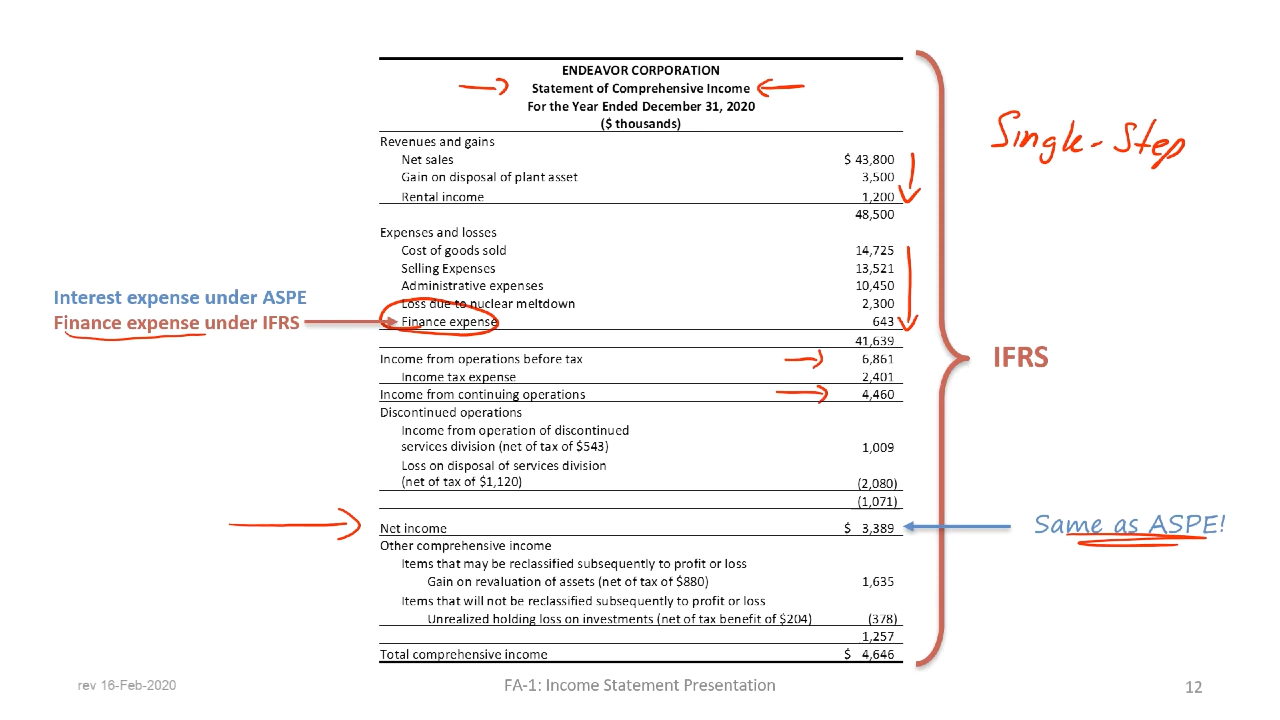 ENDEAVOR CORPORATION
Statement of Comprehensive Income
For the Year Ended December 31, 2020
($ thousands)
Single-Step
Revenues and gains
Net sales $ 43,800
Gain on disposal of plant asset 3,500
Rental income 1,200
48,500
Expenses and losses
Cost of goods sold 14,725
Selling Expenses 13,521
Administrative expenses 10,450
Interest expense under ASPE
Loss due to nuclear meltdown 2,300
Finance expense under IFRS
Finance expense 643
41,639
Income from operations before tax 6,861
IFRS
Income tax expense 2,401
Income from continuing operations 4,460
Discontinued operations
Income from operation of discontinued
services division (net of tax of $543) 1,009
Loss on disposal of services division
(net of tax of $1,120) (2,080)
(1,071)
Net income $ 3,389
Same as ASPE!
Other comprehensive income
Items that may be reclassified subsequently to profit or loss
Gain on revaluation of assets (net of tax of $880) 1,635
Items that will not be reclassified subsequently to profit or loss
Unrealized holding loss on investments (net of tax benefit of $204) (378)
1,257
Total comprehensive income $ 4,646
rev 16-Feb-2020
FA-1: Income Statement Presentation
12